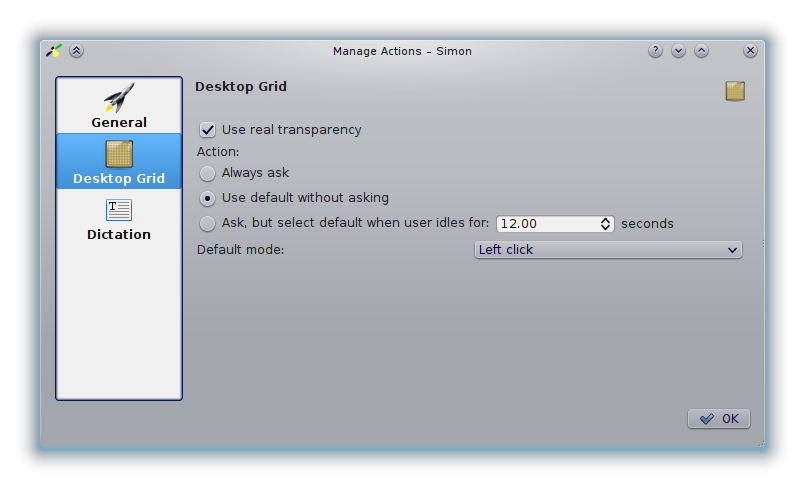 Manage Actions – Simon
General
Desktop Grid
Dictation
Desktop Grid
Use real transparency
Action:
Always ask
Use default without asking
Ask, but select default when user idles for: 12.00 seconds
Default mode: Left click
OK